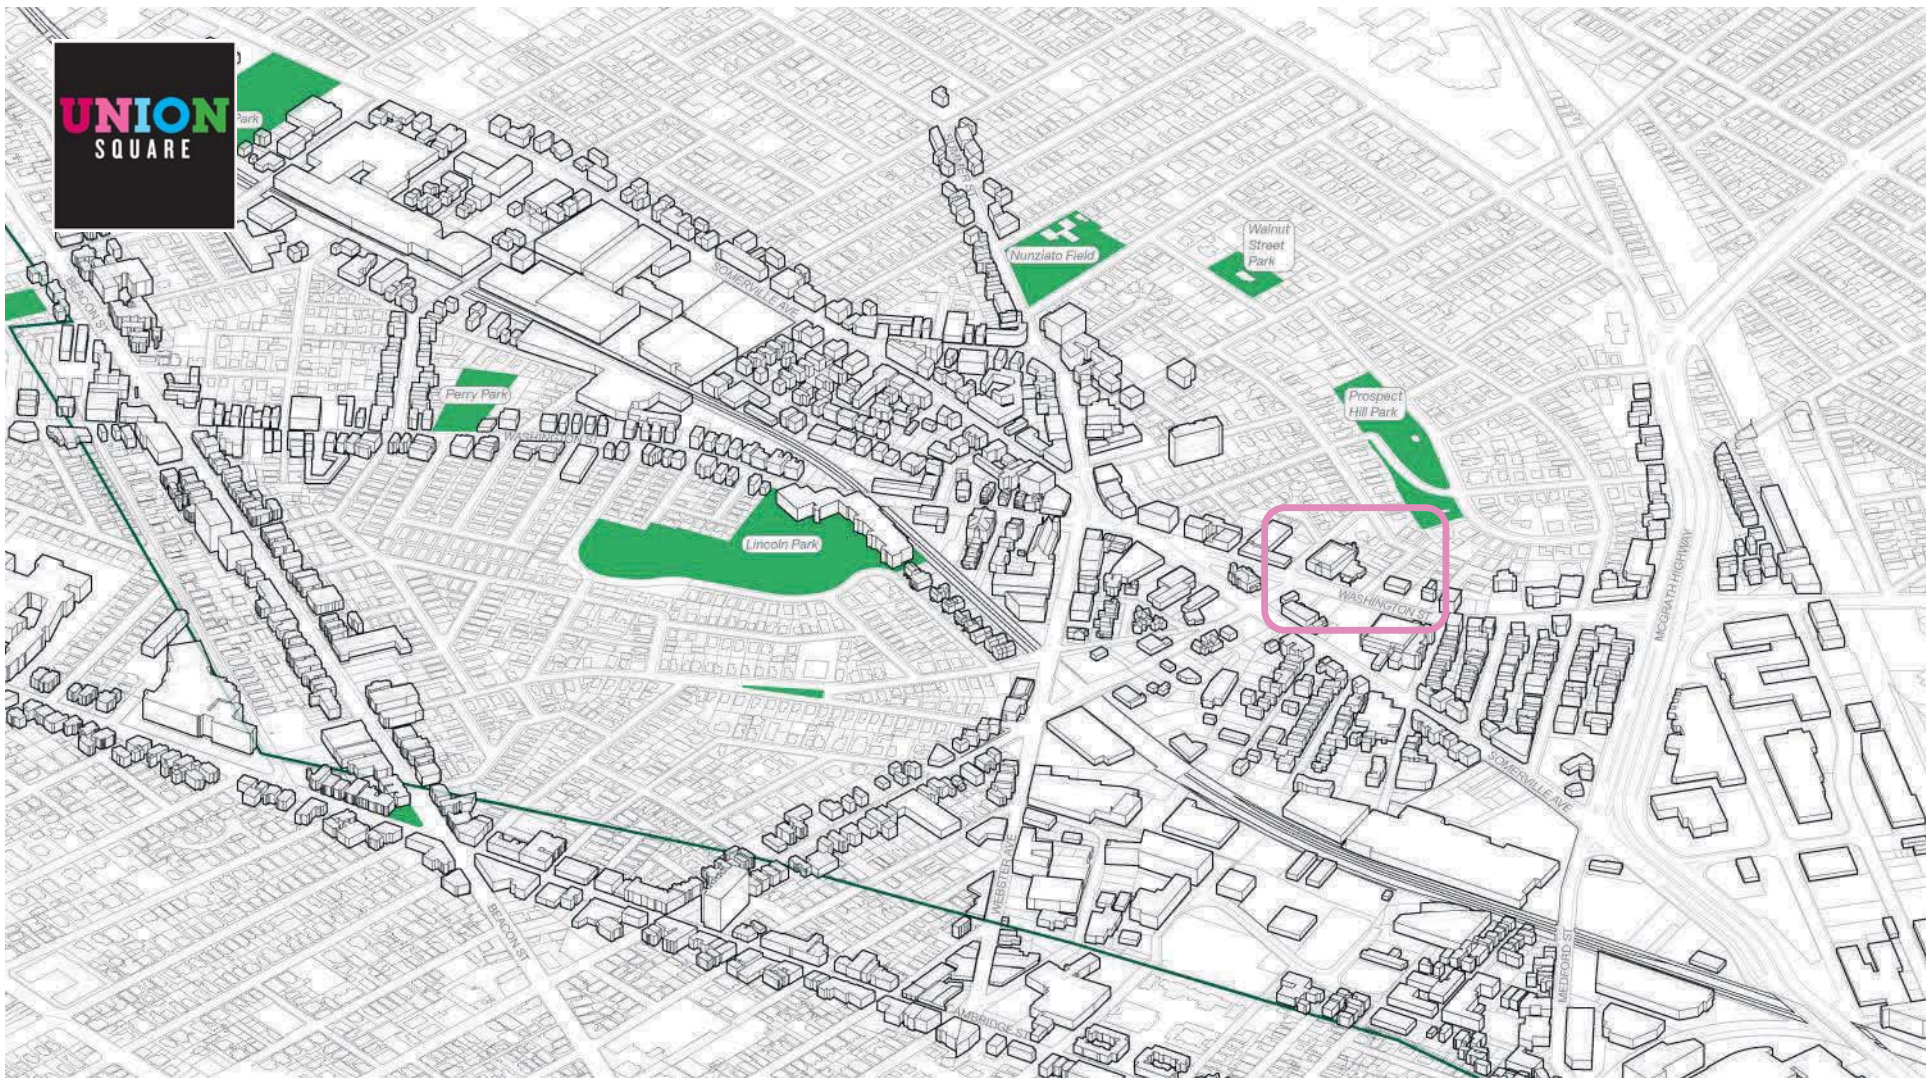 UNION
SQUARE
Park
BEACON ST
SOMERVILLE AVE
Nunziato Field
Walnut
Street
Park
Perry Park
Prospect
Hill Park
WASHINGTON ST
Lincoln Park
WASHINGTON ST
MCGRATH HIGHWAY
SOMERVILLE AVE
WEBSTER AVE
BEACON ST
MEDFORD ST
CAMBRIDGE ST